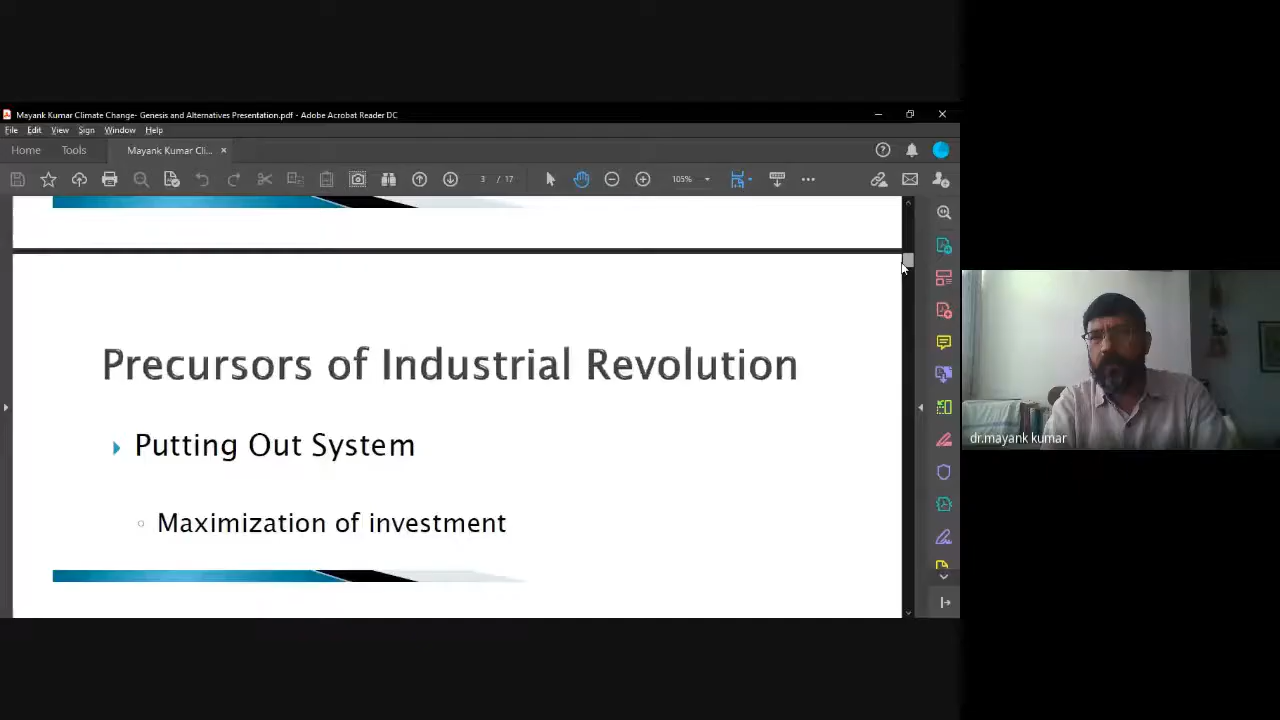 Mayank Kumar Climate Change- Genesis and Alternatives Presentation.pdf - Adobe Acrobat Reader DC
File Edit View Sign Window Help
Home Tools Mayank Kumar Cli... ×
3 / 17 105%
Precursors of Industrial Revolution
Putting Out System
Maximization of investment
dr.mayank kumar